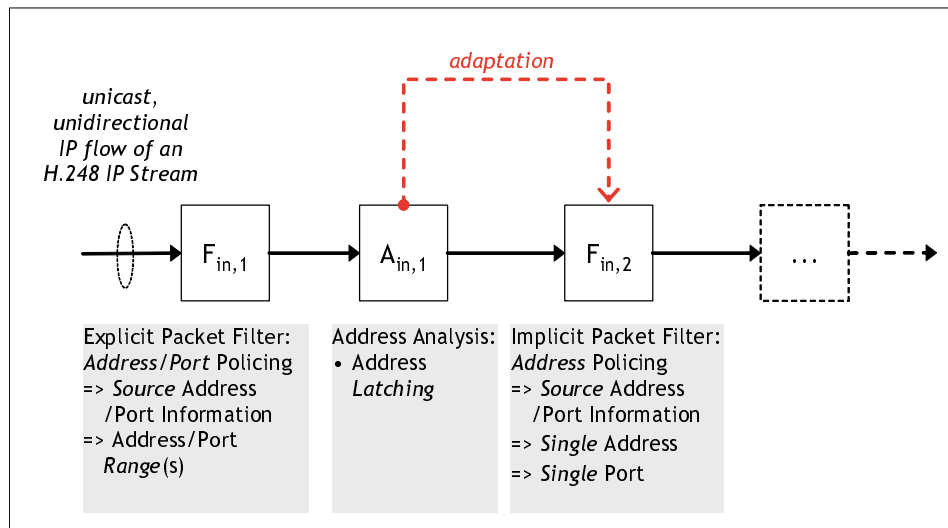 adaptation
unicast,
unidirectional
IP flow of an
H.248 IP Stream
F in,1
A in,1
F in,2
...
Explicit Packet Filter:
Address/Port Policing
=> Source Address
/Port Information
=> Address/Port
Range(s)
Address Analysis:
• Address
Latching
Implicit Packet Filter:
Address Policing
=> Source Address
/Port Information
=> Single Address
=> Single Port